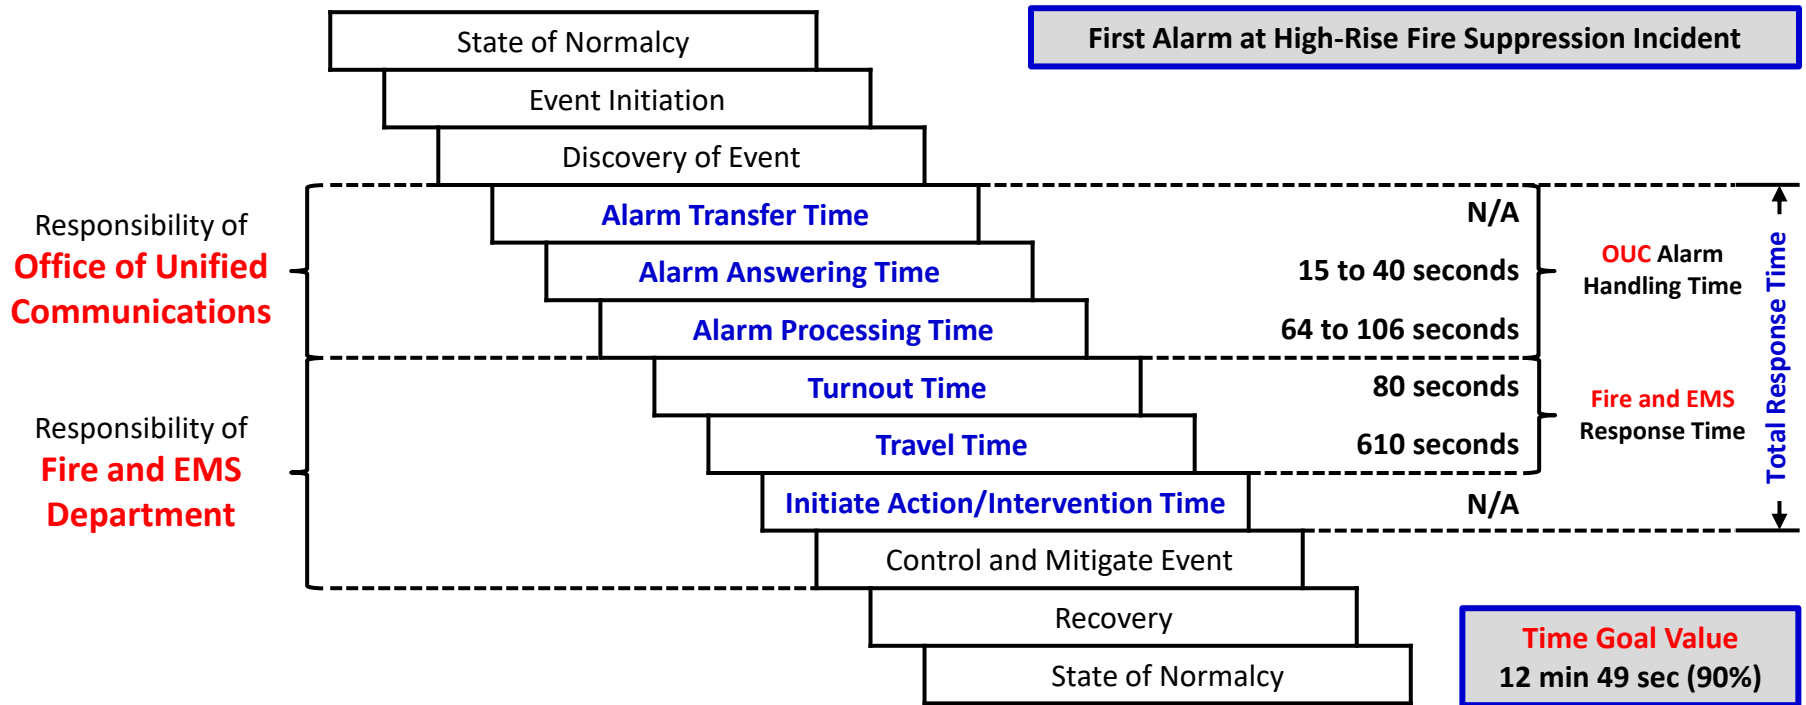 State of Normalcy
First Alarm at High-Rise Fire Suppression Incident
Event Initiation
Discovery of Event
Responsibility of
Office of Unified
Communications
Alarm Transfer Time
N/A
Alarm Answering Time
15 to 40 seconds
Alarm Processing Time
64 to 106 seconds
OUC Alarm
Handling Time
Responsibility of
Fire and EMS
Department
Turnout Time
80 seconds
Travel Time
610 seconds
Fire and EMS
Response Time
Initiate Action/Intervention Time
N/A
Total Response Time
Control and Mitigate Event
Recovery
State of Normalcy
Time Goal Value
12 min 49 sec (90%)